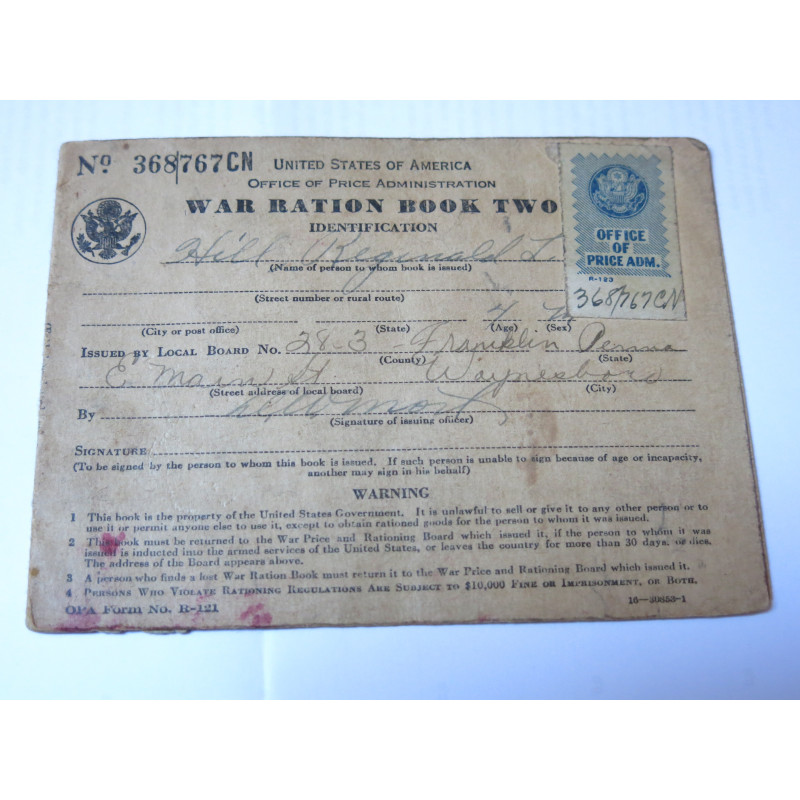 No 368/767CN UNITED STATES OF AMERICA
OFFICE OF PRICE ADMINISTRATION
WAR RATION BOOK TWO
IDENTIFICATION
OFFICE
OF
PRICE ADM.
R-123
368/767CN
Hill Reginald L.
(Name of person to whom book is issued)
(Street number or rural route)
4 M
(City or post office) (State) (Age) (Sex)
ISSUED BY LOCAL BOARD No. 28-3 - Franklin Penna
(County) (State)
E. Main St Waynesboro
(Street address of local board) (City)
By
(Signature of issuing officer)
SIGNATURE
(To be signed by the person to whom this book is issued. If such person is unable to sign because of age or incapacity,
another may sign in his behalf)
WARNING
1 This book is the property of the United States Government. It is unlawful to sell or give it to any other person or to
use it or permit anyone else to use it, except to obtain rationed goods for the person to whom it was issued.
2 This book must be returned to the War Price and Rationing Board which issued it, if the person to whom it was
issued is inducted into the armed services of the United States, or leaves the country for more than 30 days, or dies.
The address of the Board appears above.
3 A person who finds a lost War Ration Book must return it to the War Price and Rationing Board which issued it.
4 PERSONS WHO VIOLATE RATIONING REGULATIONS ARE SUBJECT TO $10,000 FINE OR IMPRISONMENT, OR BOTH.
OPA Form No. R-121 16-30853-1